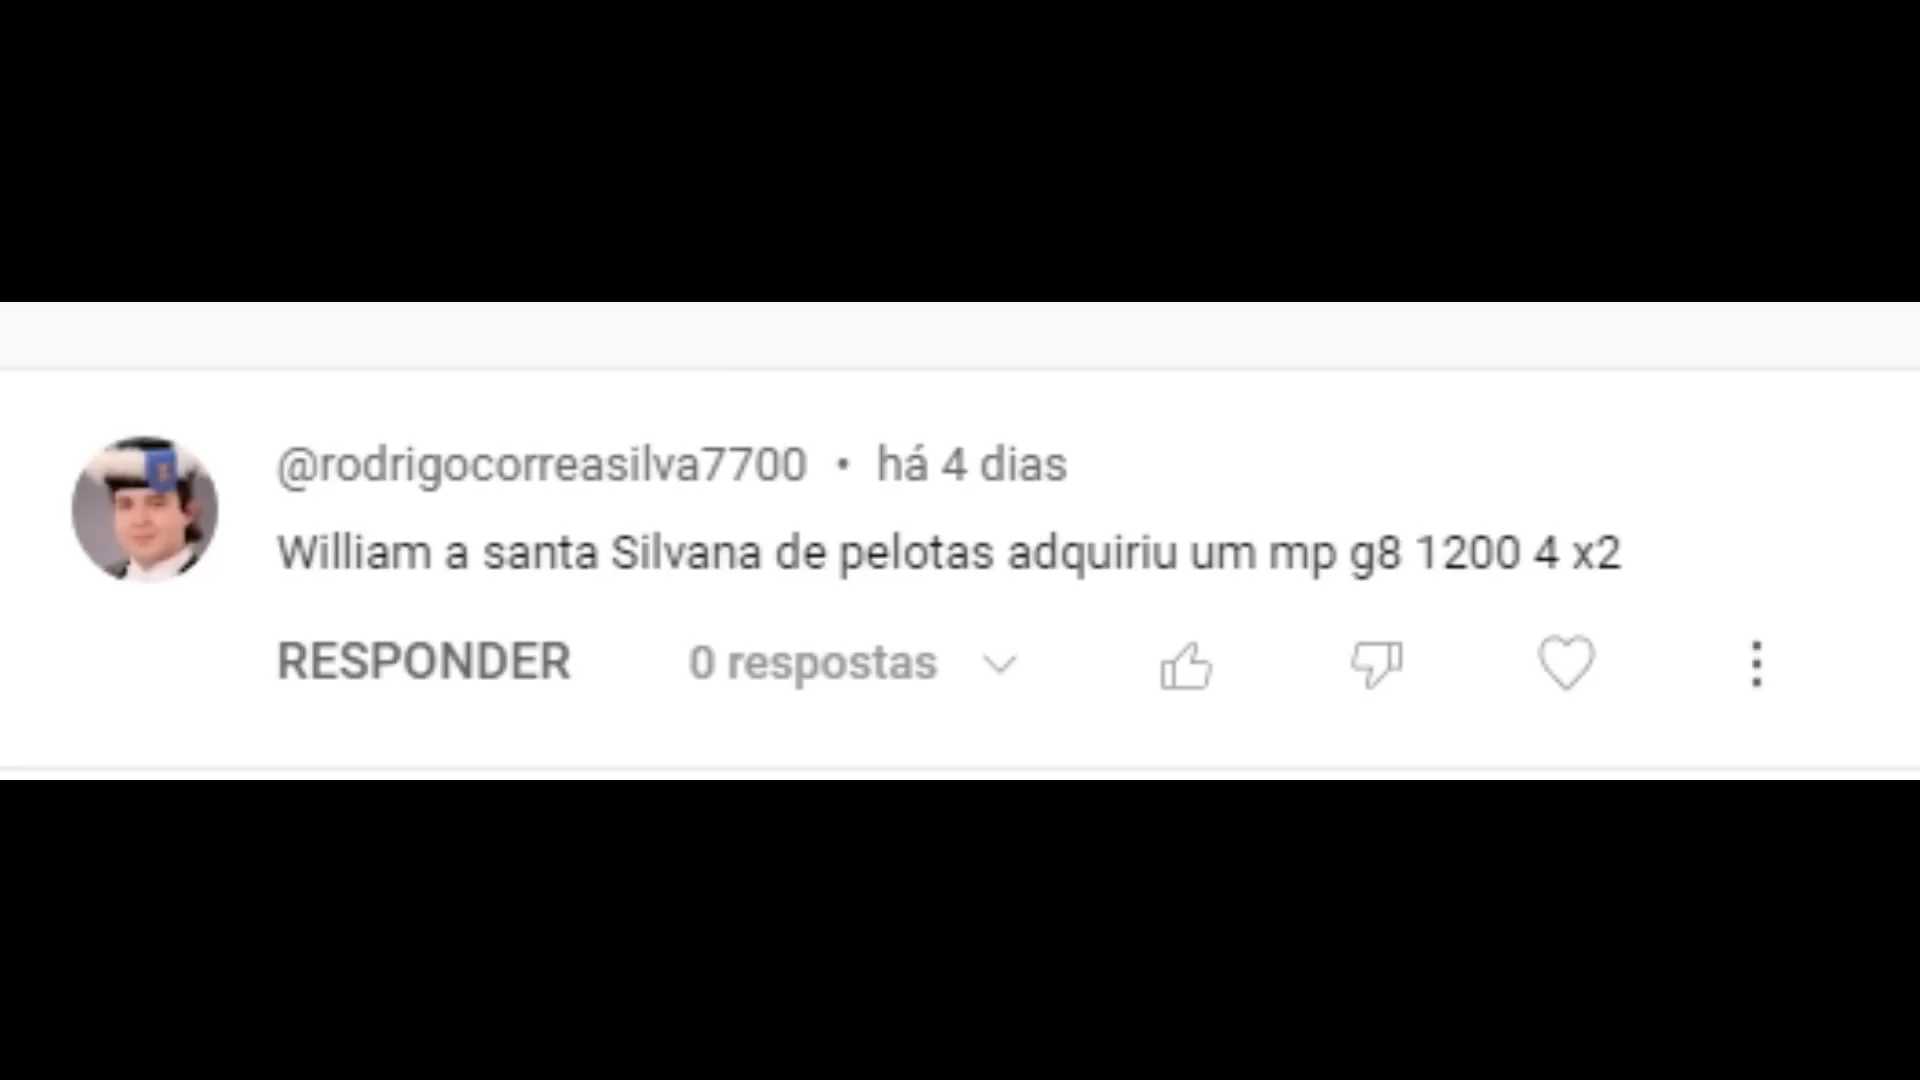 @rodrigocorreasilva7700 • há 4 dias
William a santa Silvana de pelotas adquiriu um mp g8 1200 4 x2
RESPONDER 0 respostas